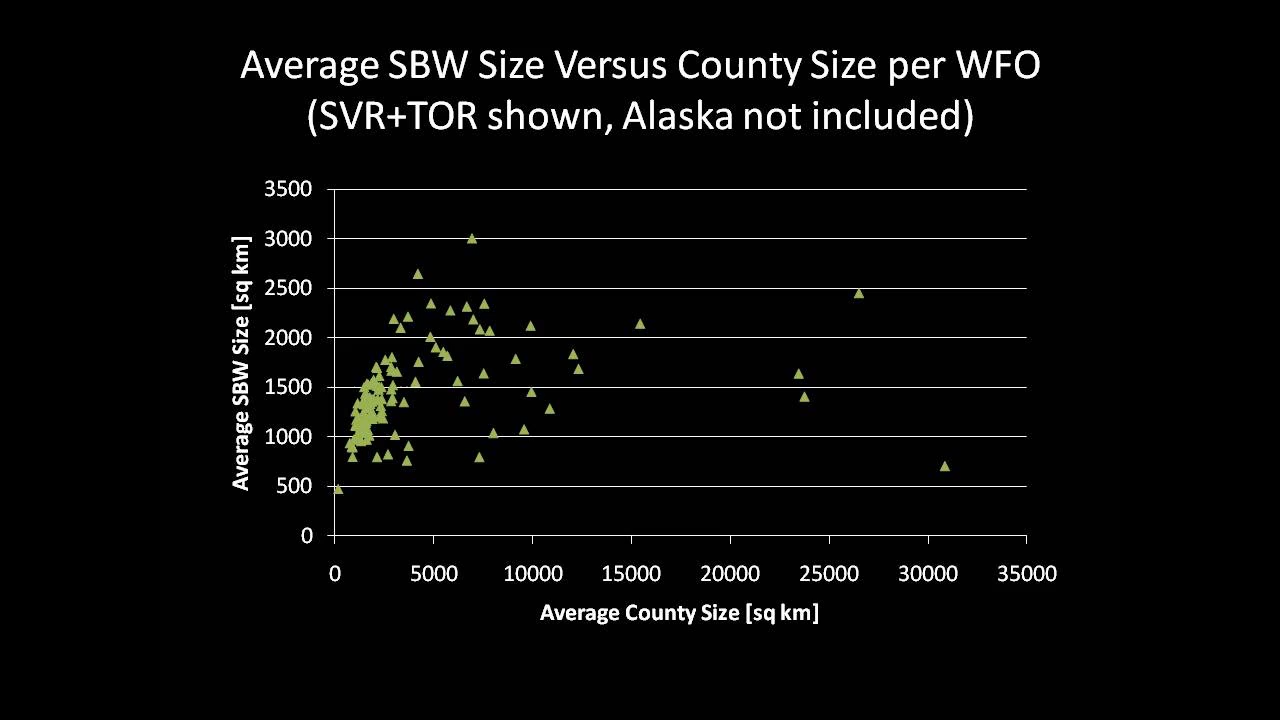 Average SBW Size Versus County Size per WFO
(SVR+TOR shown, Alaska not included)
3500
3000
2500
2000
1500
1000
500
0
Average SBW Size [sq km]
0 5000 10000 15000 20000 25000 30000 35000
Average County Size [sq km]